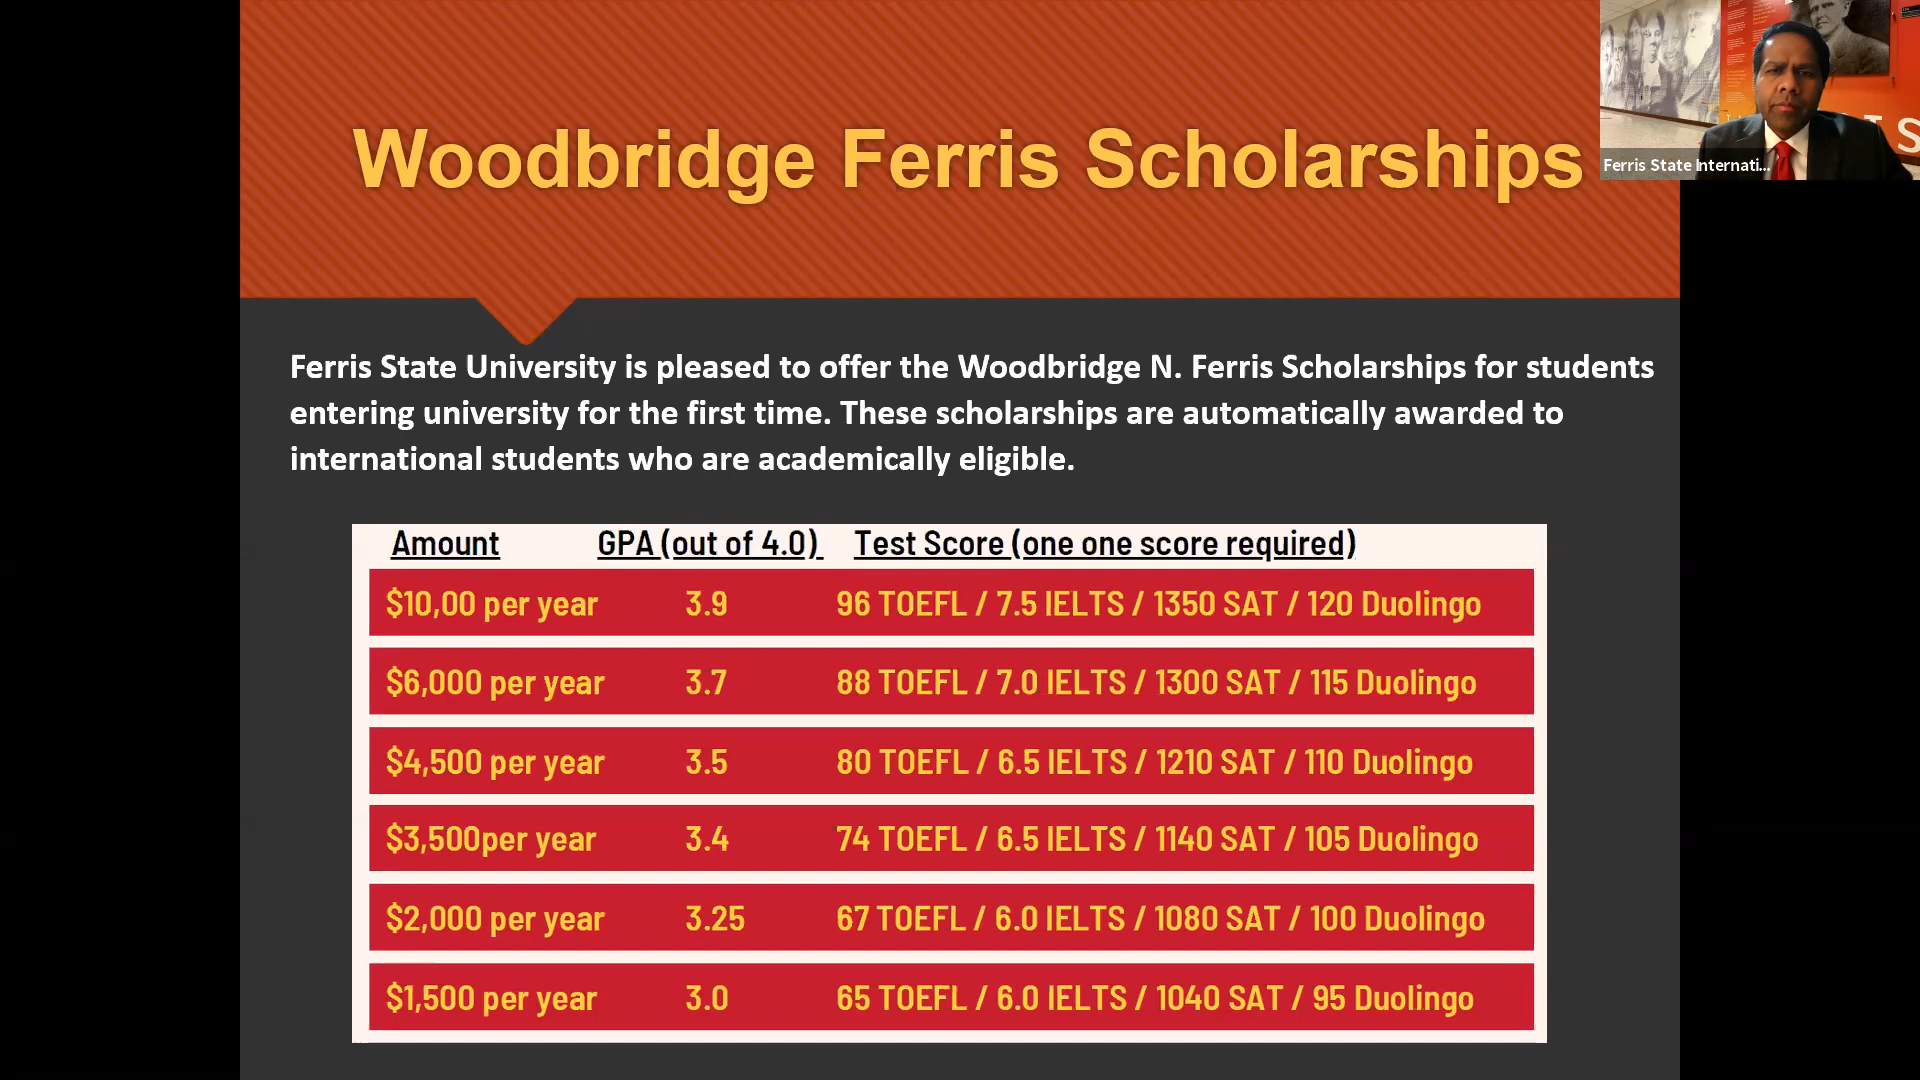 Woodbridge Ferris Scholarships
Ferris State Internati...
Ferris State University is pleased to offer the Woodbridge N. Ferris Scholarships for students
entering university for the first time. These scholarships are automatically awarded to
international students who are academically eligible.
Amount GPA (out of 4.0) Test Score (one one score required)
$10,00 per year 3.9 96 TOEFL / 7.5 IELTS / 1350 SAT / 120 Duolingo
$6,000 per year 3.7 88 TOEFL / 7.0 IELTS / 1300 SAT / 115 Duolingo
$4,500 per year 3.5 80 TOEFL / 6.5 IELTS / 1210 SAT / 110 Duolingo
$3,500per year 3.4 74 TOEFL / 6.5 IELTS / 1140 SAT / 105 Duolingo
$2,000 per year 3.25 67 TOEFL / 6.0 IELTS / 1080 SAT / 100 Duolingo
$1,500 per year 3.0 65 TOEFL / 6.0 IELTS / 1040 SAT / 95 Duolingo